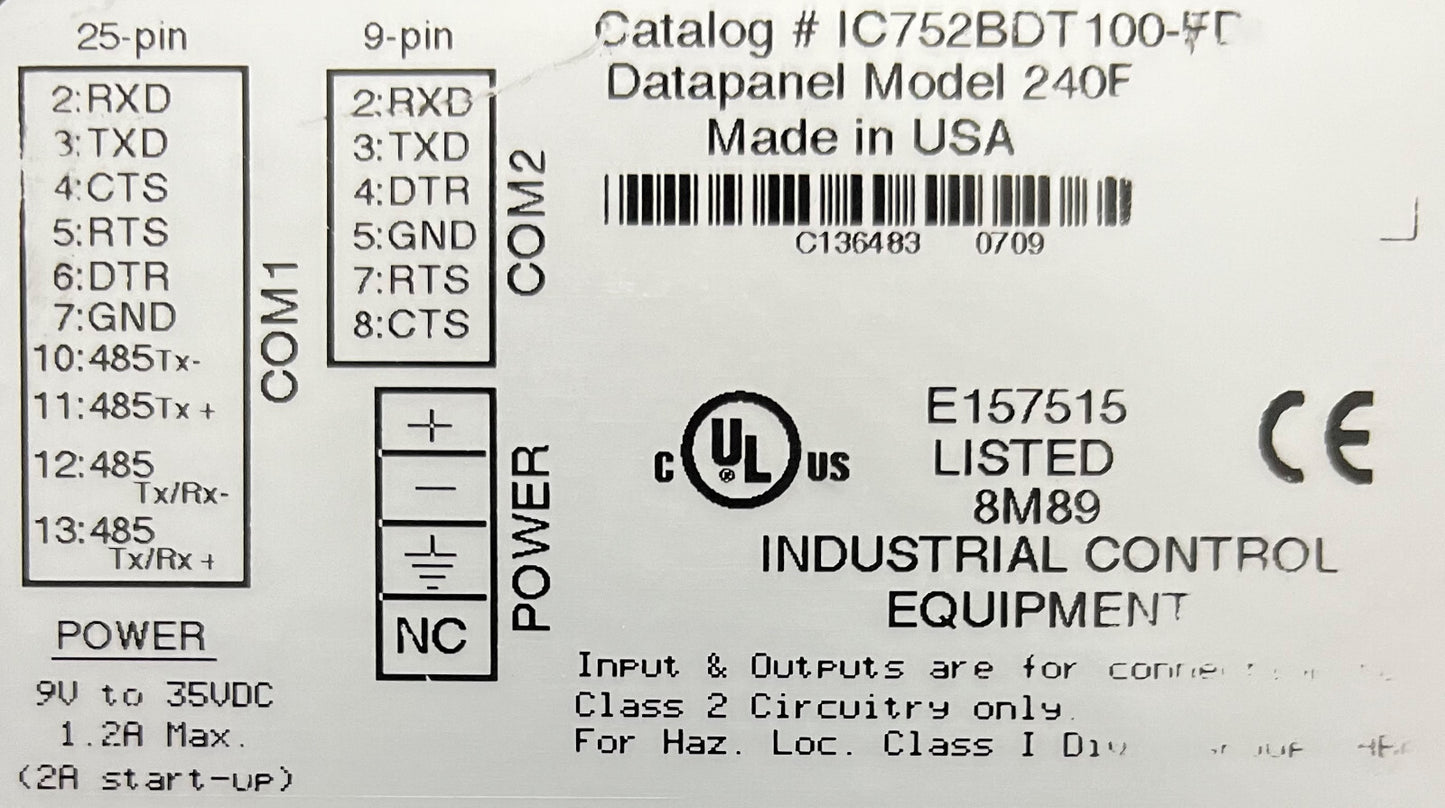 25-pin
2:RXD
3:TXD
4:CTS
5:RTS
6:DTR
7:GND
10:485Tx-
11:485Tx+
12:485
Tx/Rx-
13:485
Tx/Rx+
COM1
POWER
9V to 35VDC
1.2A Max.
(2A start-up)
9-pin
2:RXD
3:TXD
4:DTR
5:GND
7:RTS
8:CTS
COM2
+
−
NC
POWER
Catalog # IC752BDT100-
Datapanel Model 240F
Made in USA
C136483 0709
C UL US
E157515
LISTED
8M89
CE
INDUSTRIAL CONTROL
EQUIPMENT
Input & Outputs are for
Class 2 Circuitry only.
For Haz. Loc. Class I Div